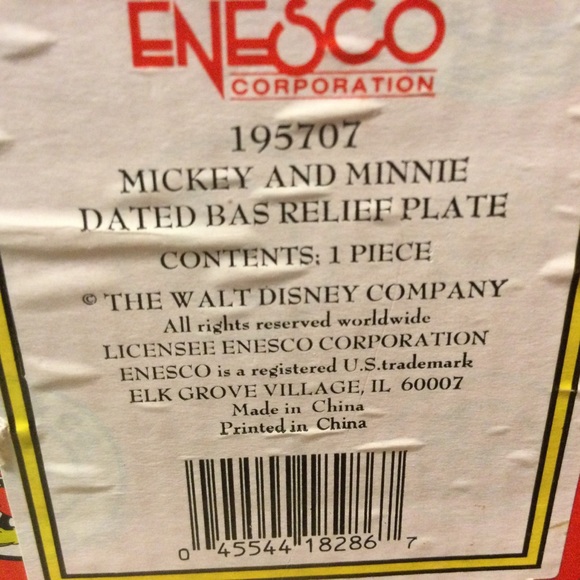 ENESCO
CORPORATION
195707
MICKEY AND MINNIE
DATED BAS RELIEF PLATE
CONTENTS: 1 PIECE
© THE WALT DISNEY COMPANY
All rights reserved worldwide
LICENSEE ENESCO CORPORATION
ENESCO is a registered U.S.trademark
ELK GROVE VILLAGE, IL 60007
Made in China
Printed in China
0 45544 18286 7